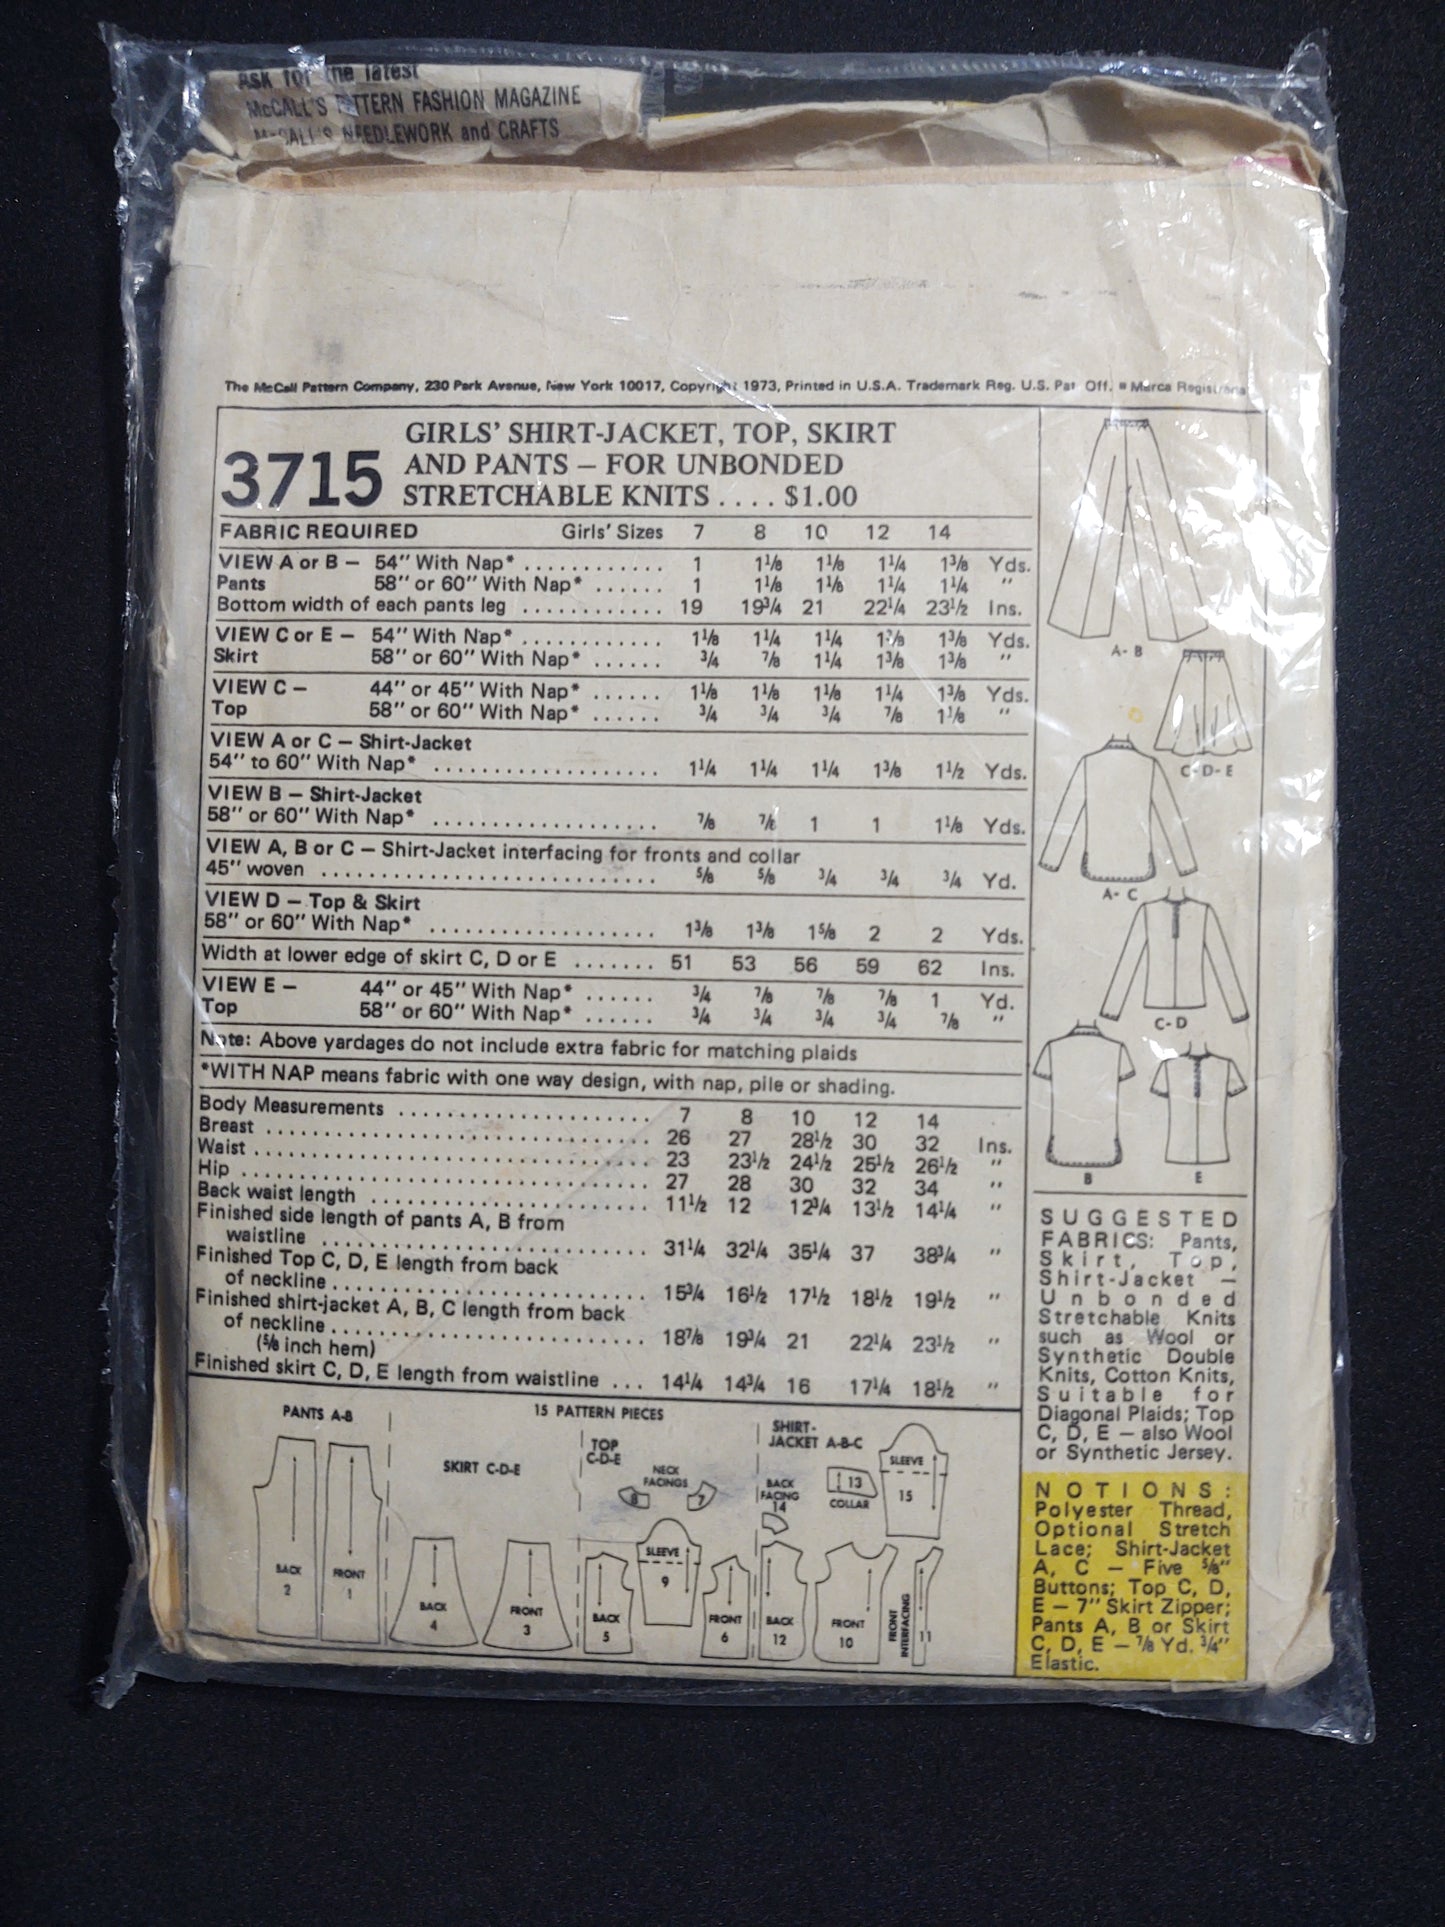 Ask for the latest
McCALL'S PATTERN FASHION MAGAZINE
McCALL'S NEEDLEWORK and CRAFTS
The McCall Pattern Company, 230 Park Avenue, New York 10017, Copyright 1973, Printed in U.S.A. Trademark Reg. U.S. Pat Off. Marca Registrada
3715
GIRLS' SHIRT-JACKET, TOP, SKIRT
AND PANTS – FOR UNBONDED
STRETCHABLE KNITS . . . . $1.00
FABRIC REQUIRED Girls' Sizes 7 8 10 12 14
VIEW A or B – 54" With Nap* . . . . . . . . . . . . 1 1⅛ 1⅛ 1¼ 1⅜ Yds.
Pants 58" or 60" With Nap* . . . . . . 1 1⅛ 1⅛ 1¼ 1¼ "
Bottom width of each pants leg . . . . . . . . . . . . 19 19¾ 21 22¼ 23½ Ins.
VIEW C or E – 54" With Nap* . . . . . . . . . . . . 1⅛ 1¼ 1¼ 1⅜ 1⅜ Yds.
Skirt 58" or 60" With Nap* . . . . . . ¾ ⅞ 1¼ 1⅜ 1⅜ "
VIEW C – 44" or 45" With Nap* . . . . . . 1⅛ 1⅛ 1⅛ 1¼ 1⅜ Yds.
Top 58" or 60" With Nap* . . . . . . ¾ ¾ ¾ ⅞ 1⅛ "
VIEW A or C – Shirt-Jacket
54" to 60" With Nap* . . . . . . . . . . . . . . . . . . . 1¼ 1¼ 1¼ 1⅜ 1½ Yds.
VIEW B – Shirt-Jacket
58" or 60" With Nap* . . . . . . . . . . . . . . . . . . . ⅞ ⅞ 1 1 1⅛ Yds.
VIEW A, B or C – Shirt-Jacket interfacing for fronts and collar
45" woven . . . . . . . . . . . . . . . . . . . . . . . . . . . . ⅝ ⅝ ¾ ¾ ¾ Yd.
VIEW D – Top & Skirt
58" or 60" With Nap* . . . . . . . . . . . . . . . . . . . 1⅜ 1⅜ 1⅝ 2 2 Yds.
Width at lower edge of skirt C, D or E . . . . . . . 51 53 56 59 62 Ins.
VIEW E – 44" or 45" With Nap* . . . . . . ¾ ⅞ ⅞ ⅞ 1 Yd.
Top 58" or 60" With Nap* . . . . . . ¾ ¾ ¾ ¾ ⅞ "
Note: Above yardages do not include extra fabric for matching plaids
*WITH NAP means fabric with one way design, with nap, pile or shading.
Body Measurements . . . . . . . . . . . . . . . . . . . . . 7 8 10 12 14
Breast . . . . . . . . . . . . . . . . . . . . . . . . . . . . . . . . 26 27 28½ 30 32 Ins.
Waist . . . . . . . . . . . . . . . . . . . . . . . . . . . . . . . . . 23 23½ 24½ 25½ 26½ "
Hip . . . . . . . . . . . . . . . . . . . . . . . . . . . . . . . . . . 27 28 30 32 34 "
Back waist length . . . . . . . . . . . . . . . . . . . . . . . 11½ 12 12¾ 13½ 14¼ "
Finished side length of pants A, B from
waistline . . . . . . . . . . . . . . . . . . . . . . . . . . . 31¼ 32¼ 35¼ 37 38¾ "
Finished Top C, D, E length from back
of neckline . . . . . . . . . . . . . . . . . . . . . . . . . . 15¾ 16½ 17½ 18½ 19½ "
Finished shirt-jacket A, B, C length from back
of neckline . . . . . . . . . . . . . . . . . . . . . . . . . . 18⅞ 19¾ 21 22¼ 23½ "
(⅝ inch hem)
Finished skirt C, D, E length from waistline . . . 14¼ 14¾ 16 17¼ 18½ "
A- B
C- D- E
A- C
C- D
B
E
SUGGESTED
FABRICS: Pants,
Skirt, Top,
Shirt-Jacket –
Unbonded
Stretchable Knits
such as Wool or
Synthetic Double
Knits, Cotton Knits,
Suitable for
Diagonal Plaids; Top
C, D, E – also Wool
or Synthetic Jersey.
NOTIONS:
Polyester Thread,
Optional Stretch
Lace; Shirt-Jacket
A, C – Five ⅝"
Buttons; Top C, D,
E – 7" Skirt Zipper;
Pants A, B or Skirt
C, D, E – ⅞ Yd. ¾"
Elastic.
15 PATTERN PIECES
PANTS A-B
BACK
2
FRONT
1
SKIRT C-D-E
BACK
4
FRONT
3
TOP
C-D-E
NECK
FACINGS
8
7
SLEEVE
9
BACK
5
FRONT
6
SHIRT-
JACKET A-B-C
BACK
FACING
14
13
COLLAR
SLEEVE
15
BACK
12
FRONT
10
FRONT
INTERFACING
11